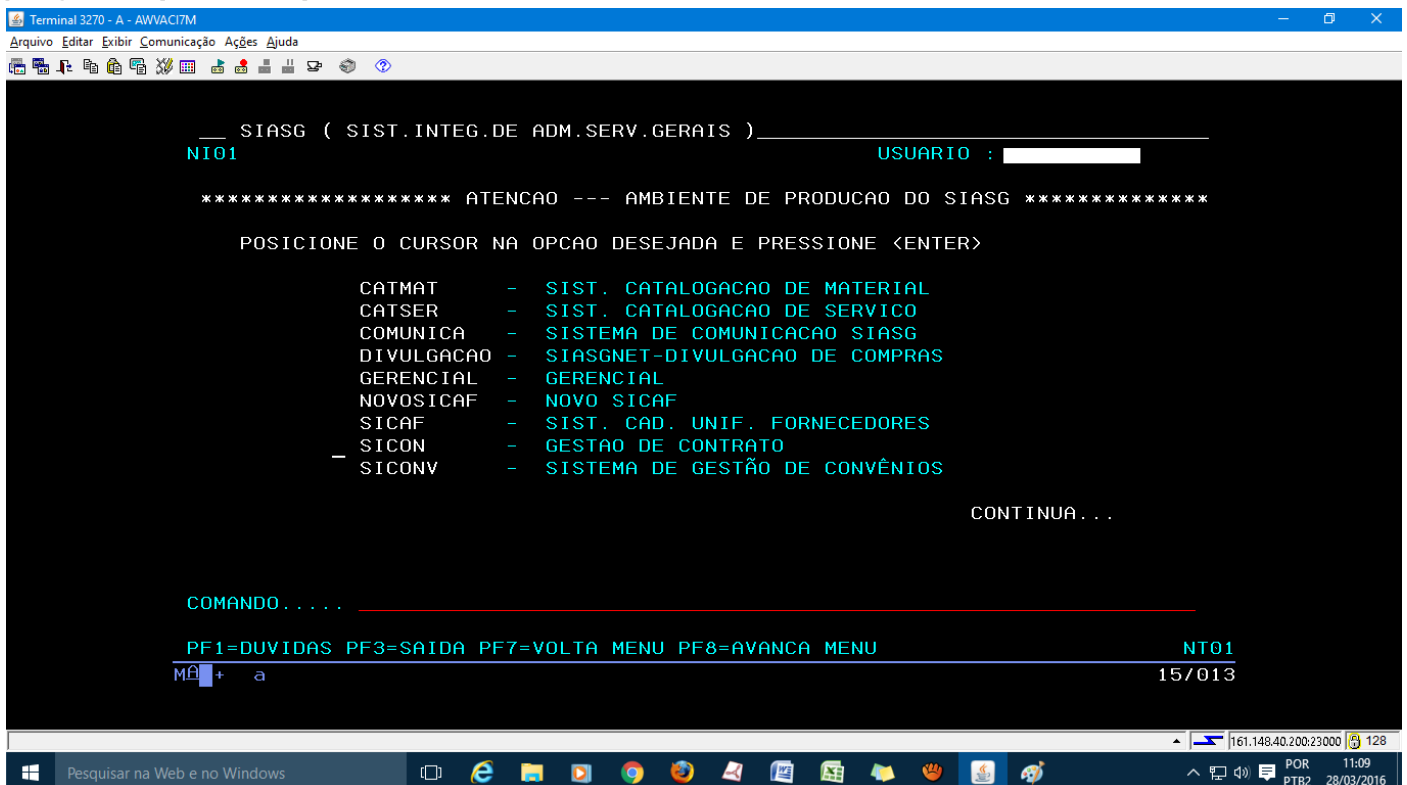 Terminal 3270 - A - AWVACI7M
Arquivo Editar Exibir Comunicação Ações Ajuda
__ SIASG ( SIST.INTEG.DE ADM.SERV.GERAIS )__________________________________
NI01 USUARIO :
******************* ATENCAO --- AMBIENTE DE PRODUCAO DO SIASG **************
POSICIONE O CURSOR NA OPCAO DESEJADA E PRESSIONE <ENTER>
CATMAT - SIST. CATALOGACAO DE MATERIAL
CATSER - SIST. CATALOGACAO DE SERVICO
COMUNICA - SISTEMA DE COMUNICACAO SIASG
DIVULGACAO - SIASGNET-DIVULGACAO DE COMPRAS
GERENCIAL - GERENCIAL
NOVOSICAF - NOVO SICAF
SICAF - SIST. CAD. UNIF. FORNECEDORES
_ SICON - GESTAO DE CONTRATO
SICONV - SISTEMA DE GESTÃO DE CONVÊNIOS
CONTINUA...
COMANDO.....
PF1=DUVIDAS PF3=SAIDA PF7=VOLTA MENU PF8=AVANCA MENU NT01
MA + a 15/013
161.148.40.200:23000 128
Pesquisar na Web e no Windows POR 11:09
PTB2 28/03/2016